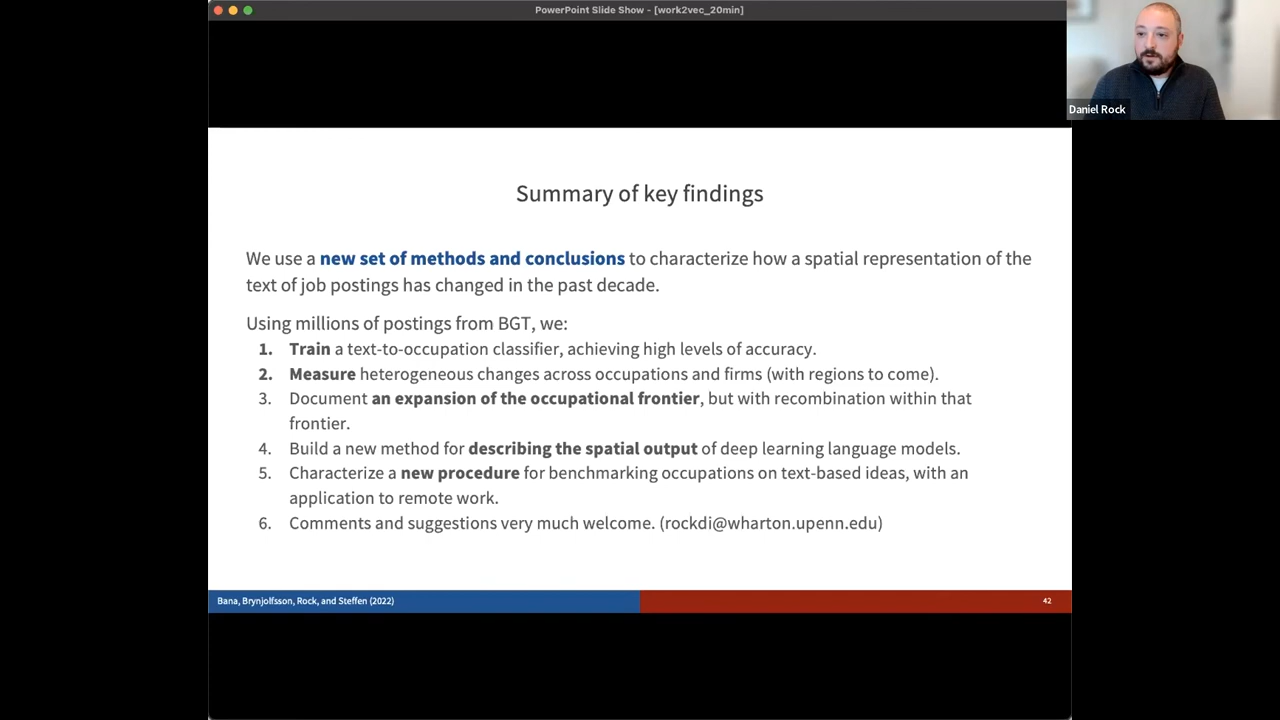 PowerPoint Slide Show - [work2vec_20min]
Daniel Rock
Summary of key findings
We use a new set of methods and conclusions to characterize how a spatial representation of the
text of job postings has changed in the past decade.
Using millions of postings from BGT, we:
1. Train a text-to-occupation classifier, achieving high levels of accuracy.
2. Measure heterogeneous changes across occupations and firms (with regions to come).
3. Document an expansion of the occupational frontier, but with recombination within that
frontier.
4. Build a new method for describing the spatial output of deep learning language models.
5. Characterize a new procedure for benchmarking occupations on text-based ideas, with an
application to remote work.
6. Comments and suggestions very much welcome. (rockdi@wharton.upenn.edu)
Bana, Brynjolfsson, Rock, and Steffen (2022)
42